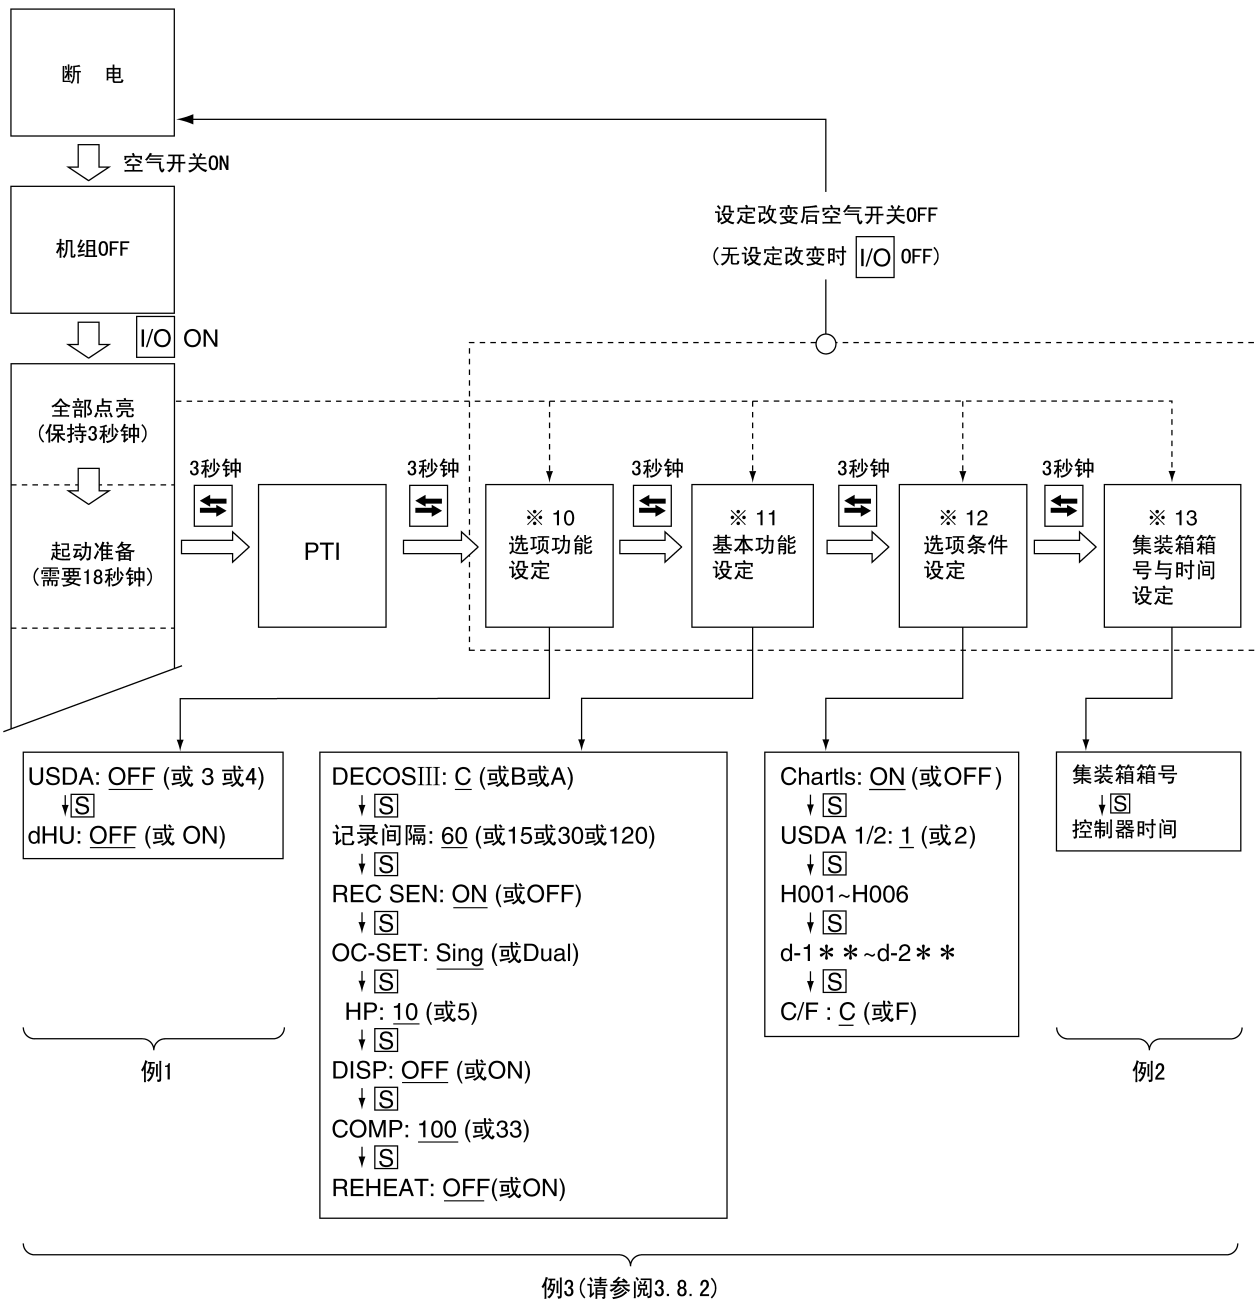 断　电
空气开关ON
机组OFF
I/O ON
设定改变后空气开关OFF
(无设定改变时 I/O OFF)
全部点亮
(保持3秒钟)
起动准备
(需要18秒钟)
3秒钟
PTI
3秒钟
※ 10
选项功能
设定
3秒钟
※ 11
基本功能
设定
3秒钟
※ 12
选项条件
设定
3秒钟
※ 13
集装箱箱
号与时间
设定
USDA: OFF (或 3 或4)
S
dHU: OFF (或 ON)
例1
DECOSIII: C (或B或A)
S
记录间隔: 60 (或15或30或120)
S
REC SEN: ON (或OFF)
S
OC-SET: Sing (或Dual)
S
HP: 10 (或5)
S
DISP: OFF (或ON)
S
COMP: 100 (或33)
S
REHEAT: OFF(或ON)
Chartls: ON (或OFF)
S
USDA 1/2: 1 (或2)
S
H001~H006
S
d-1＊＊~d-2＊＊
S
C/F : C (或F)
集装箱箱号
S
控制器时间
例2
例3(请参阅3.8.2)